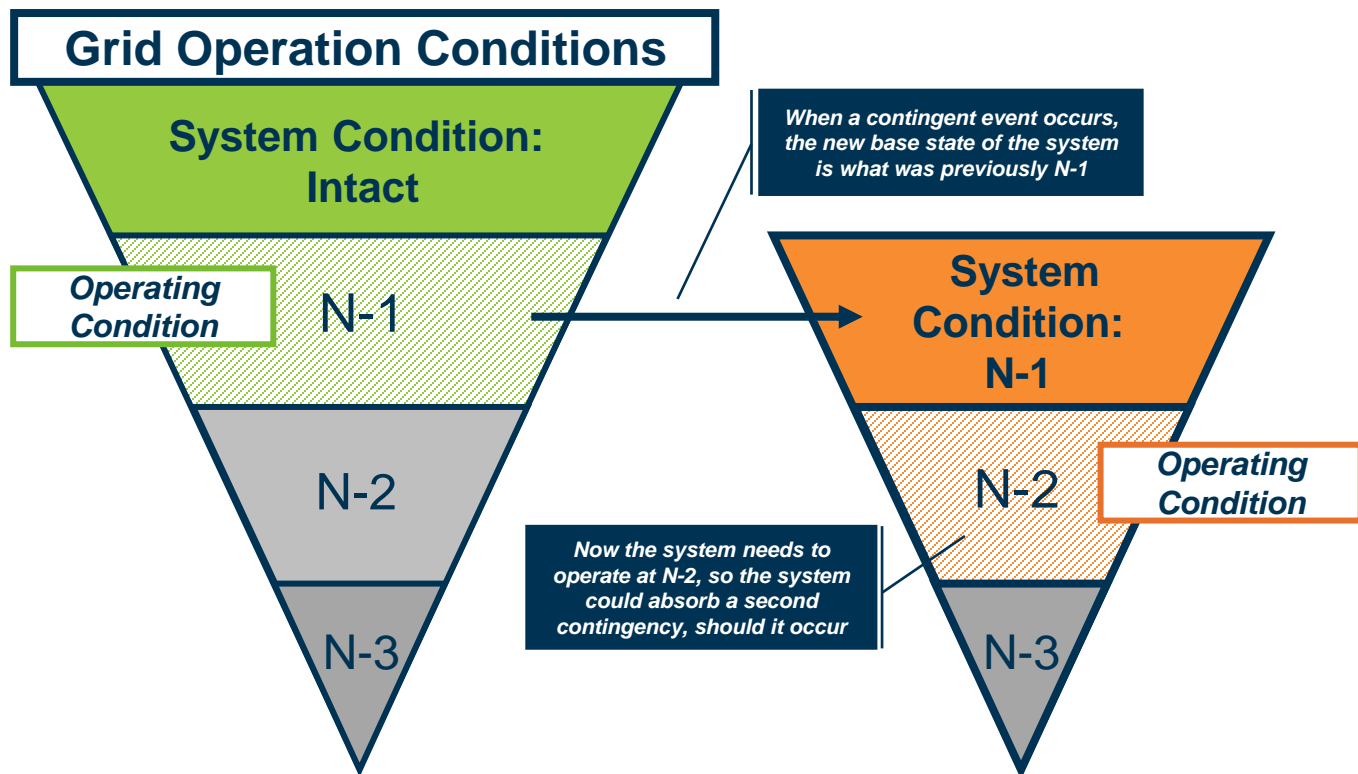 Grid Operation Conditions
System Condition:
Intact
When a contingent event occurs,
the new base state of the system
is what was previously N-1
Operating
Condition
N-1
System
Condition:
N-1
N-2
N-2
Operating
Condition
Now the system needs to
operate at N-2, so the system
could absorb a second
contingency, should it occur
N-3
N-3